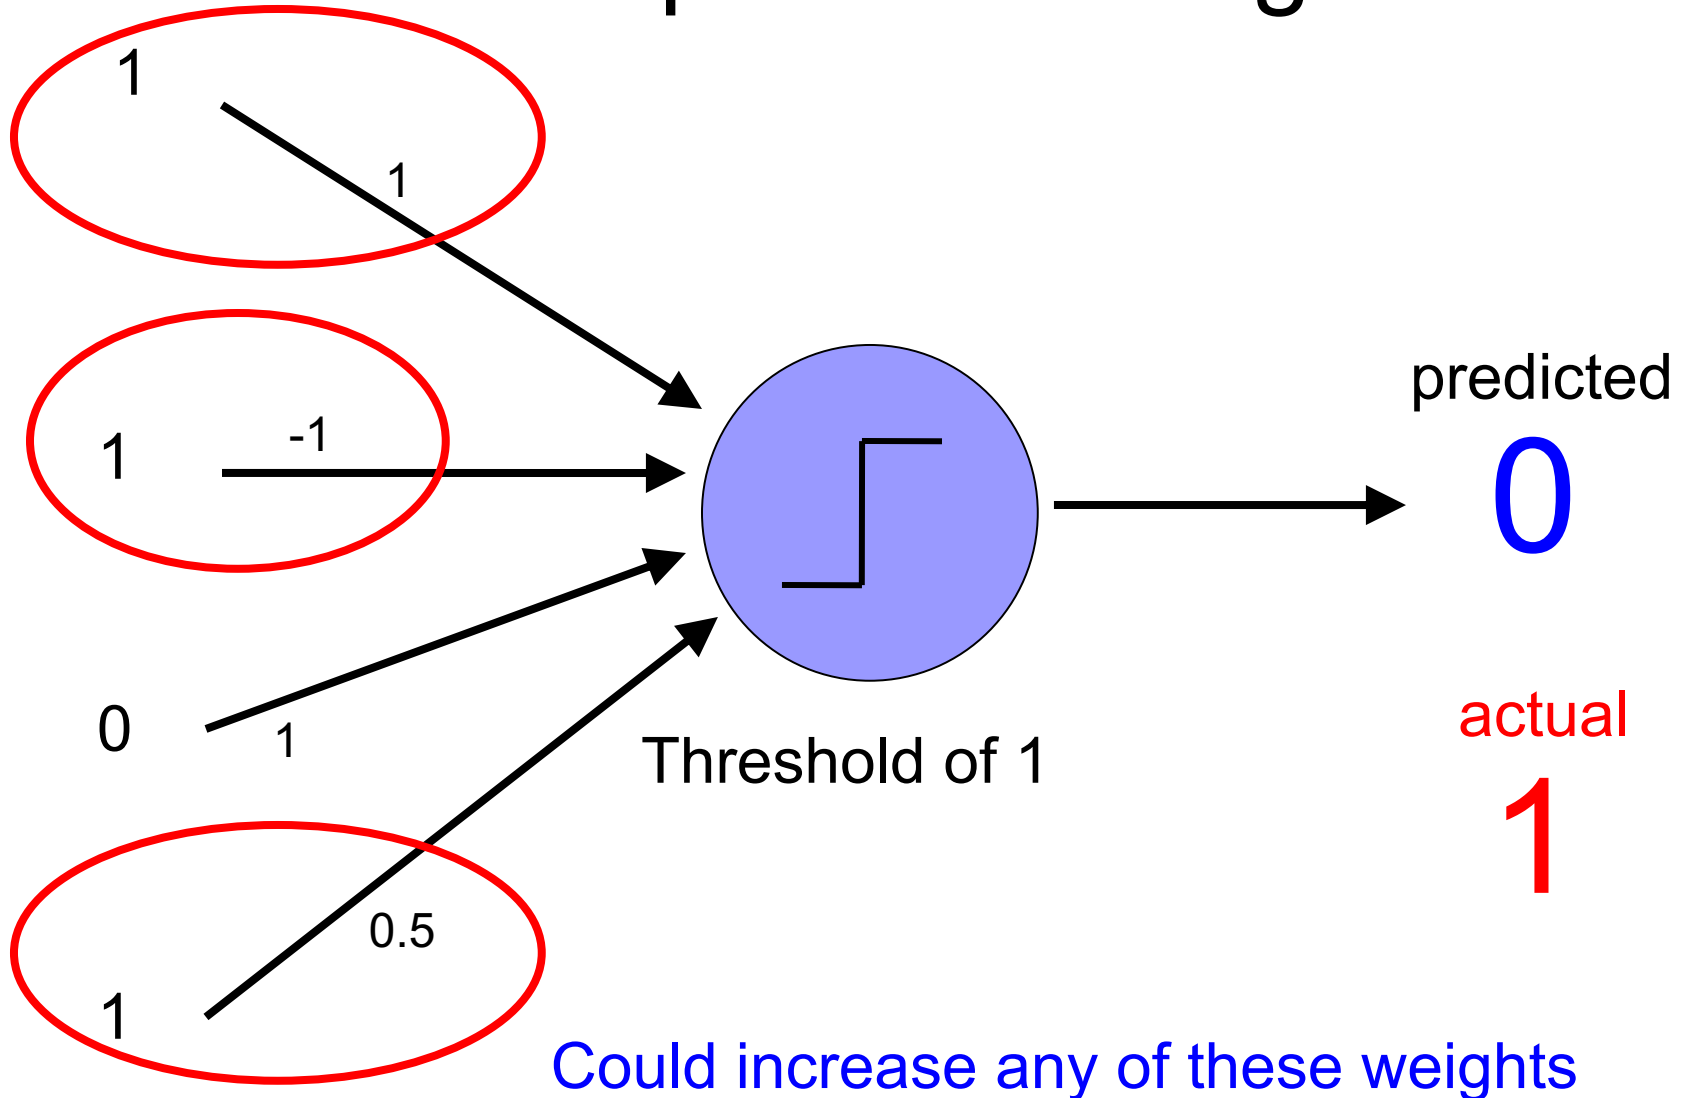 1
1
1
-1
predicted
0
0
1
actual
Threshold of 1
1
0.5
1
Could increase any of these weights